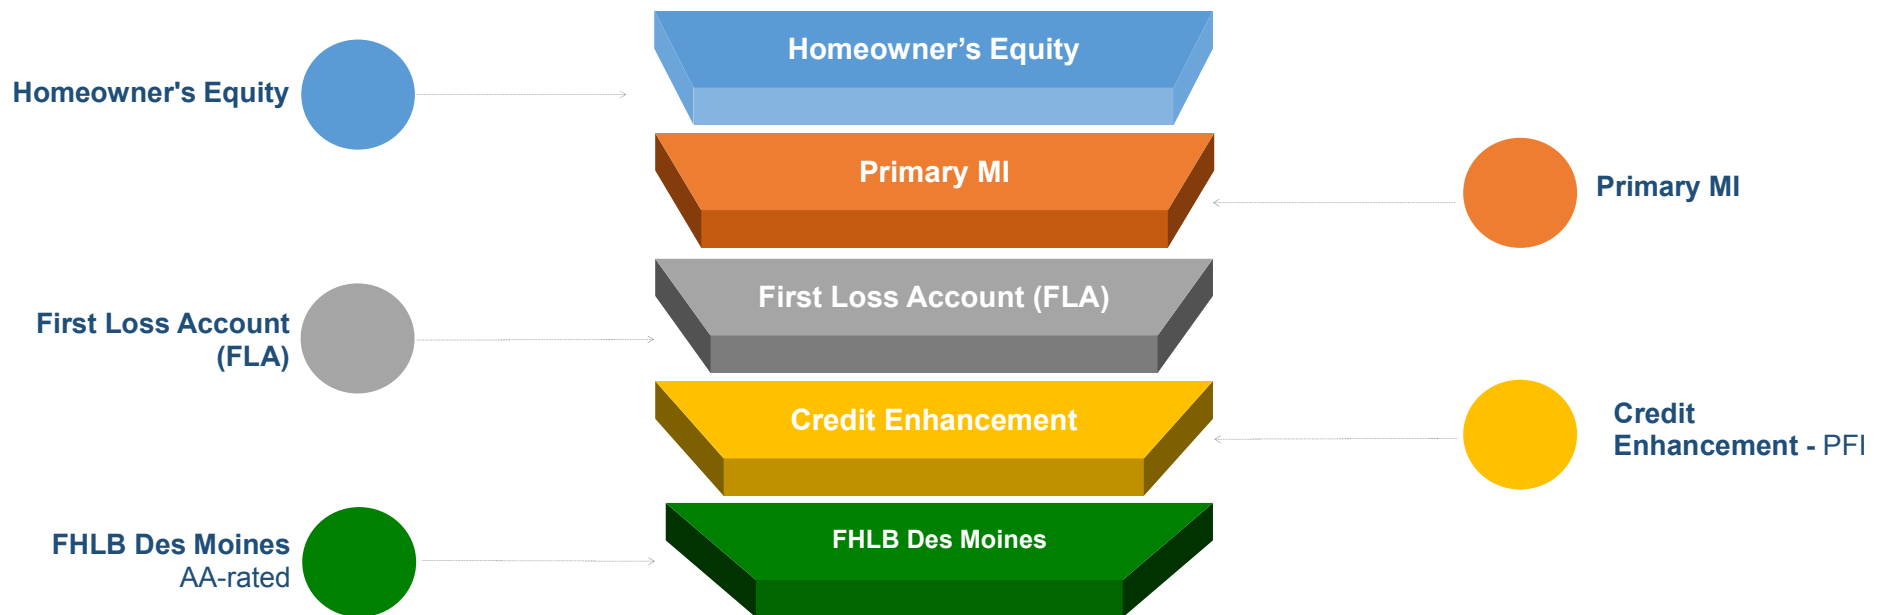 Homeowner’s Equity
Homeowner's Equity
Primary MI
Primary MI
First Loss Account (FLA)
First Loss Account
(FLA)
Credit Enhancement
Credit
Enhancement - PFI
FHLB Des Moines
FHLB Des Moines
AA-rated